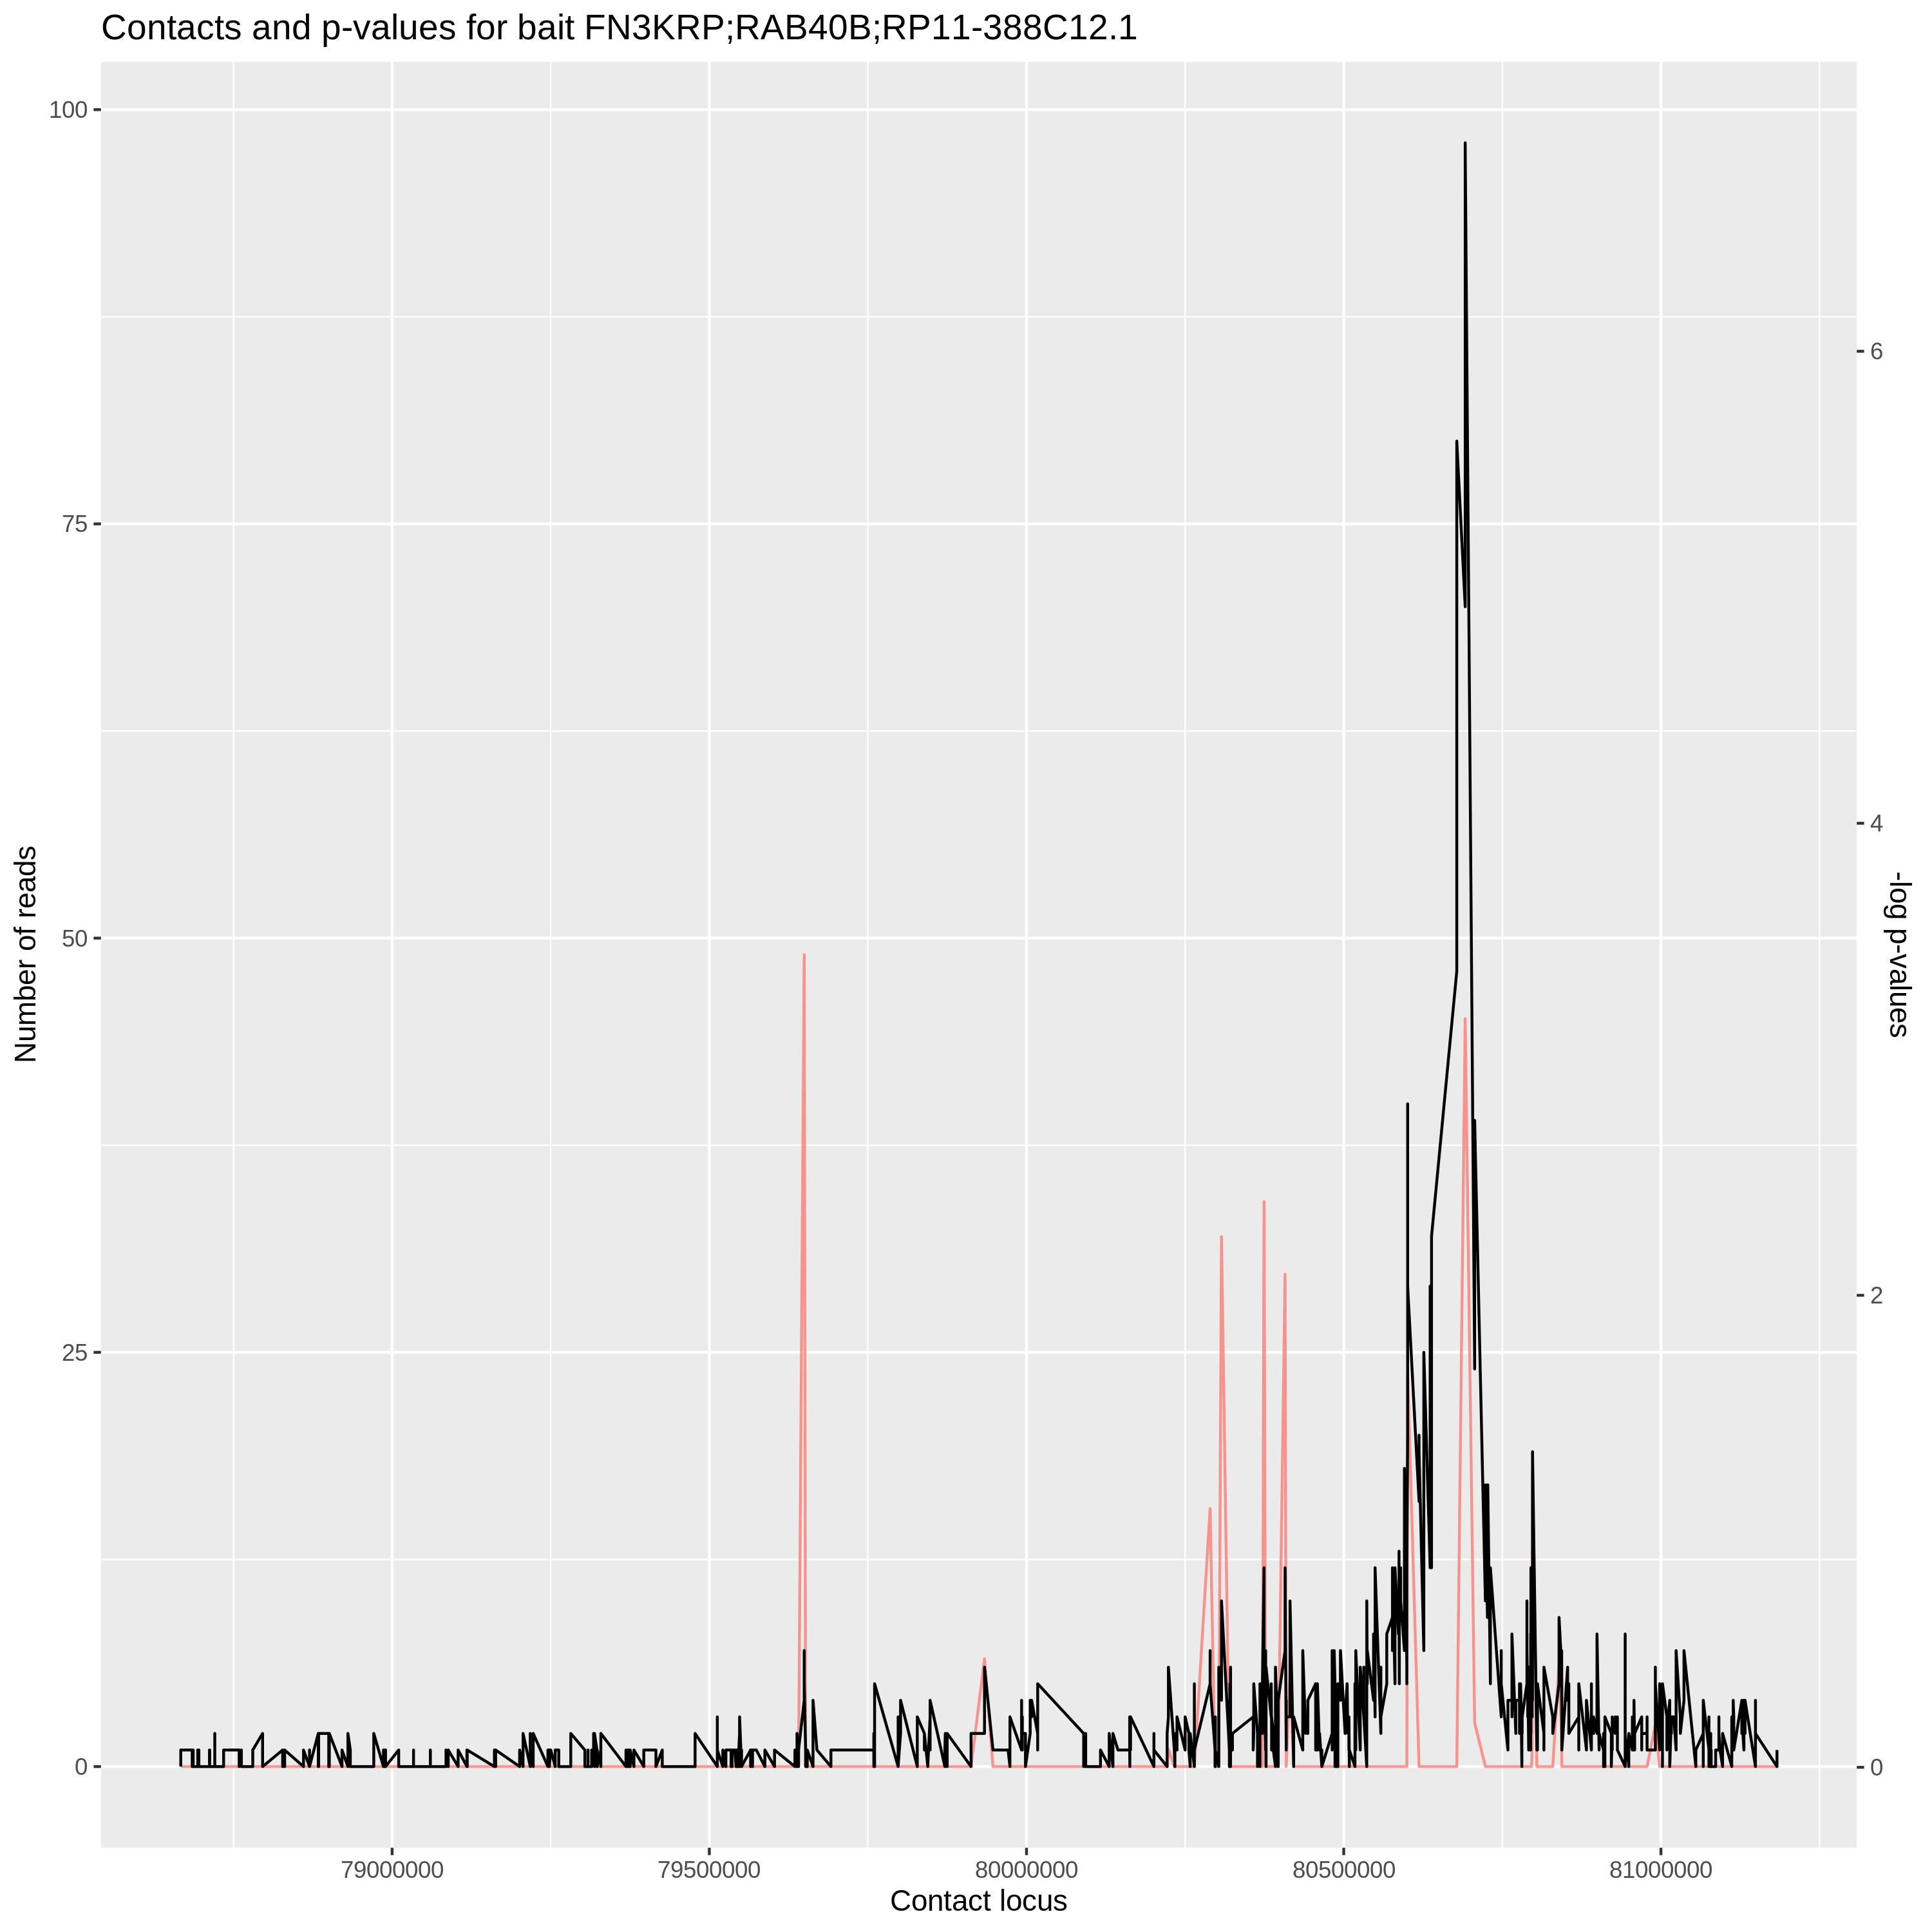 Contacts and p-values for bait FN3KRP;RAB40B;RP11-388C12.1
100
75
50
25
0
Number of reads
6
4
2
0
-log p-values
79000000 79500000 80000000 80500000 81000000
Contact locus